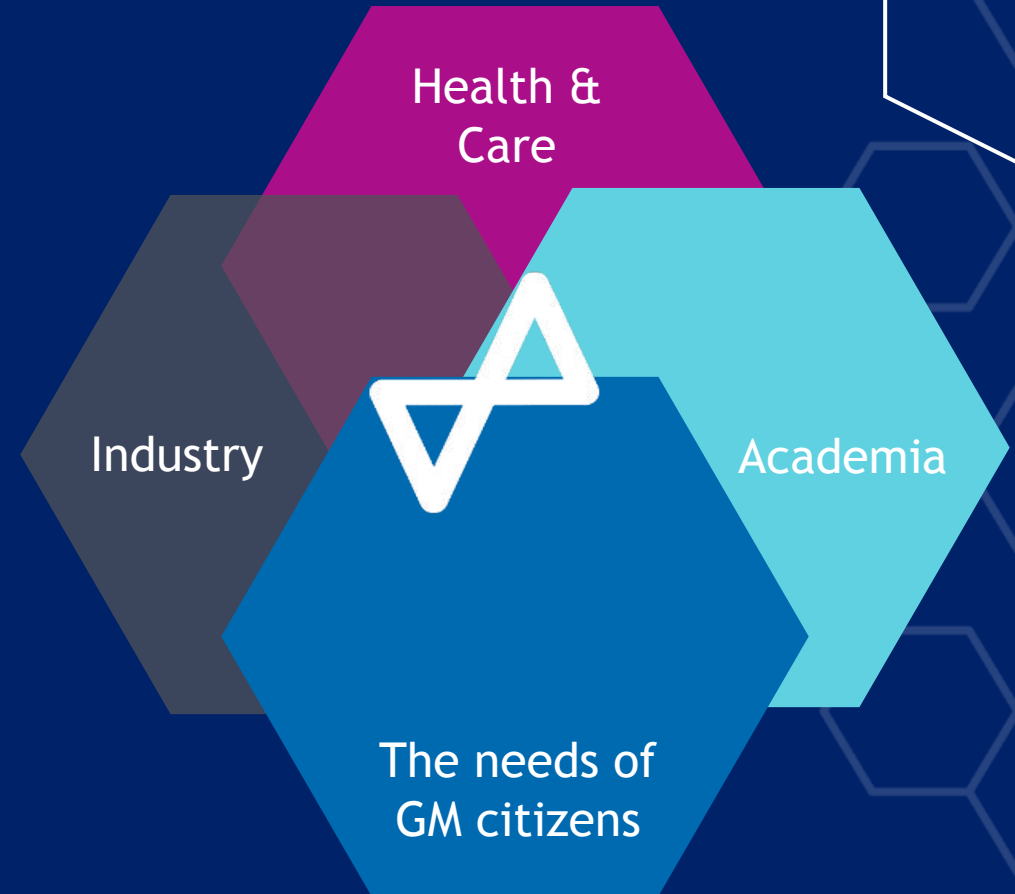 Health &
Care
Industry
Academia
The needs of
GM citizens